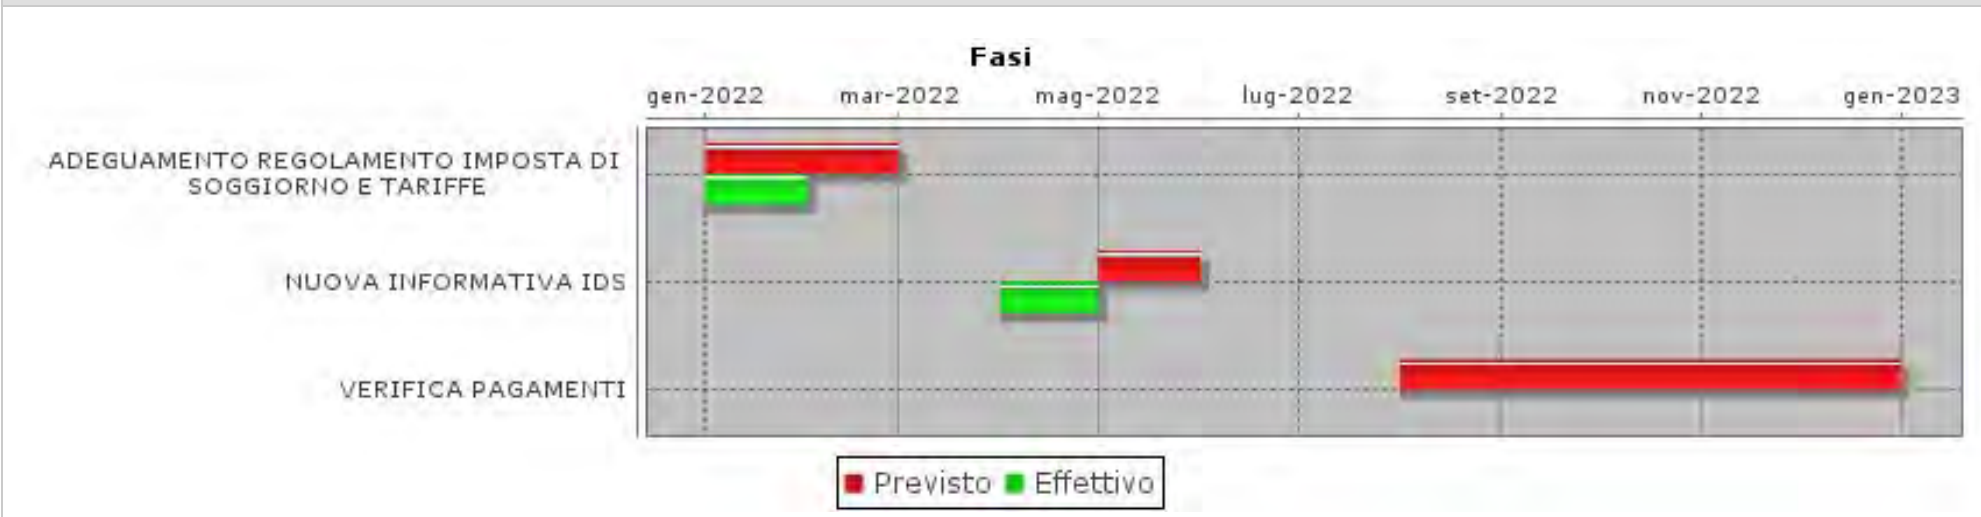 Fasi
gen-2022 mar-2022 mag-2022 lug-2022 set-2022 nov-2022 gen-2023
ADEGUAMENTO REGOLAMENTO IMPOSTA DI
SOGGIORNO E TARIFFE
NUOVA INFORMATIVA IDS
VERIFICA PAGAMENTI
Previsto Effettivo